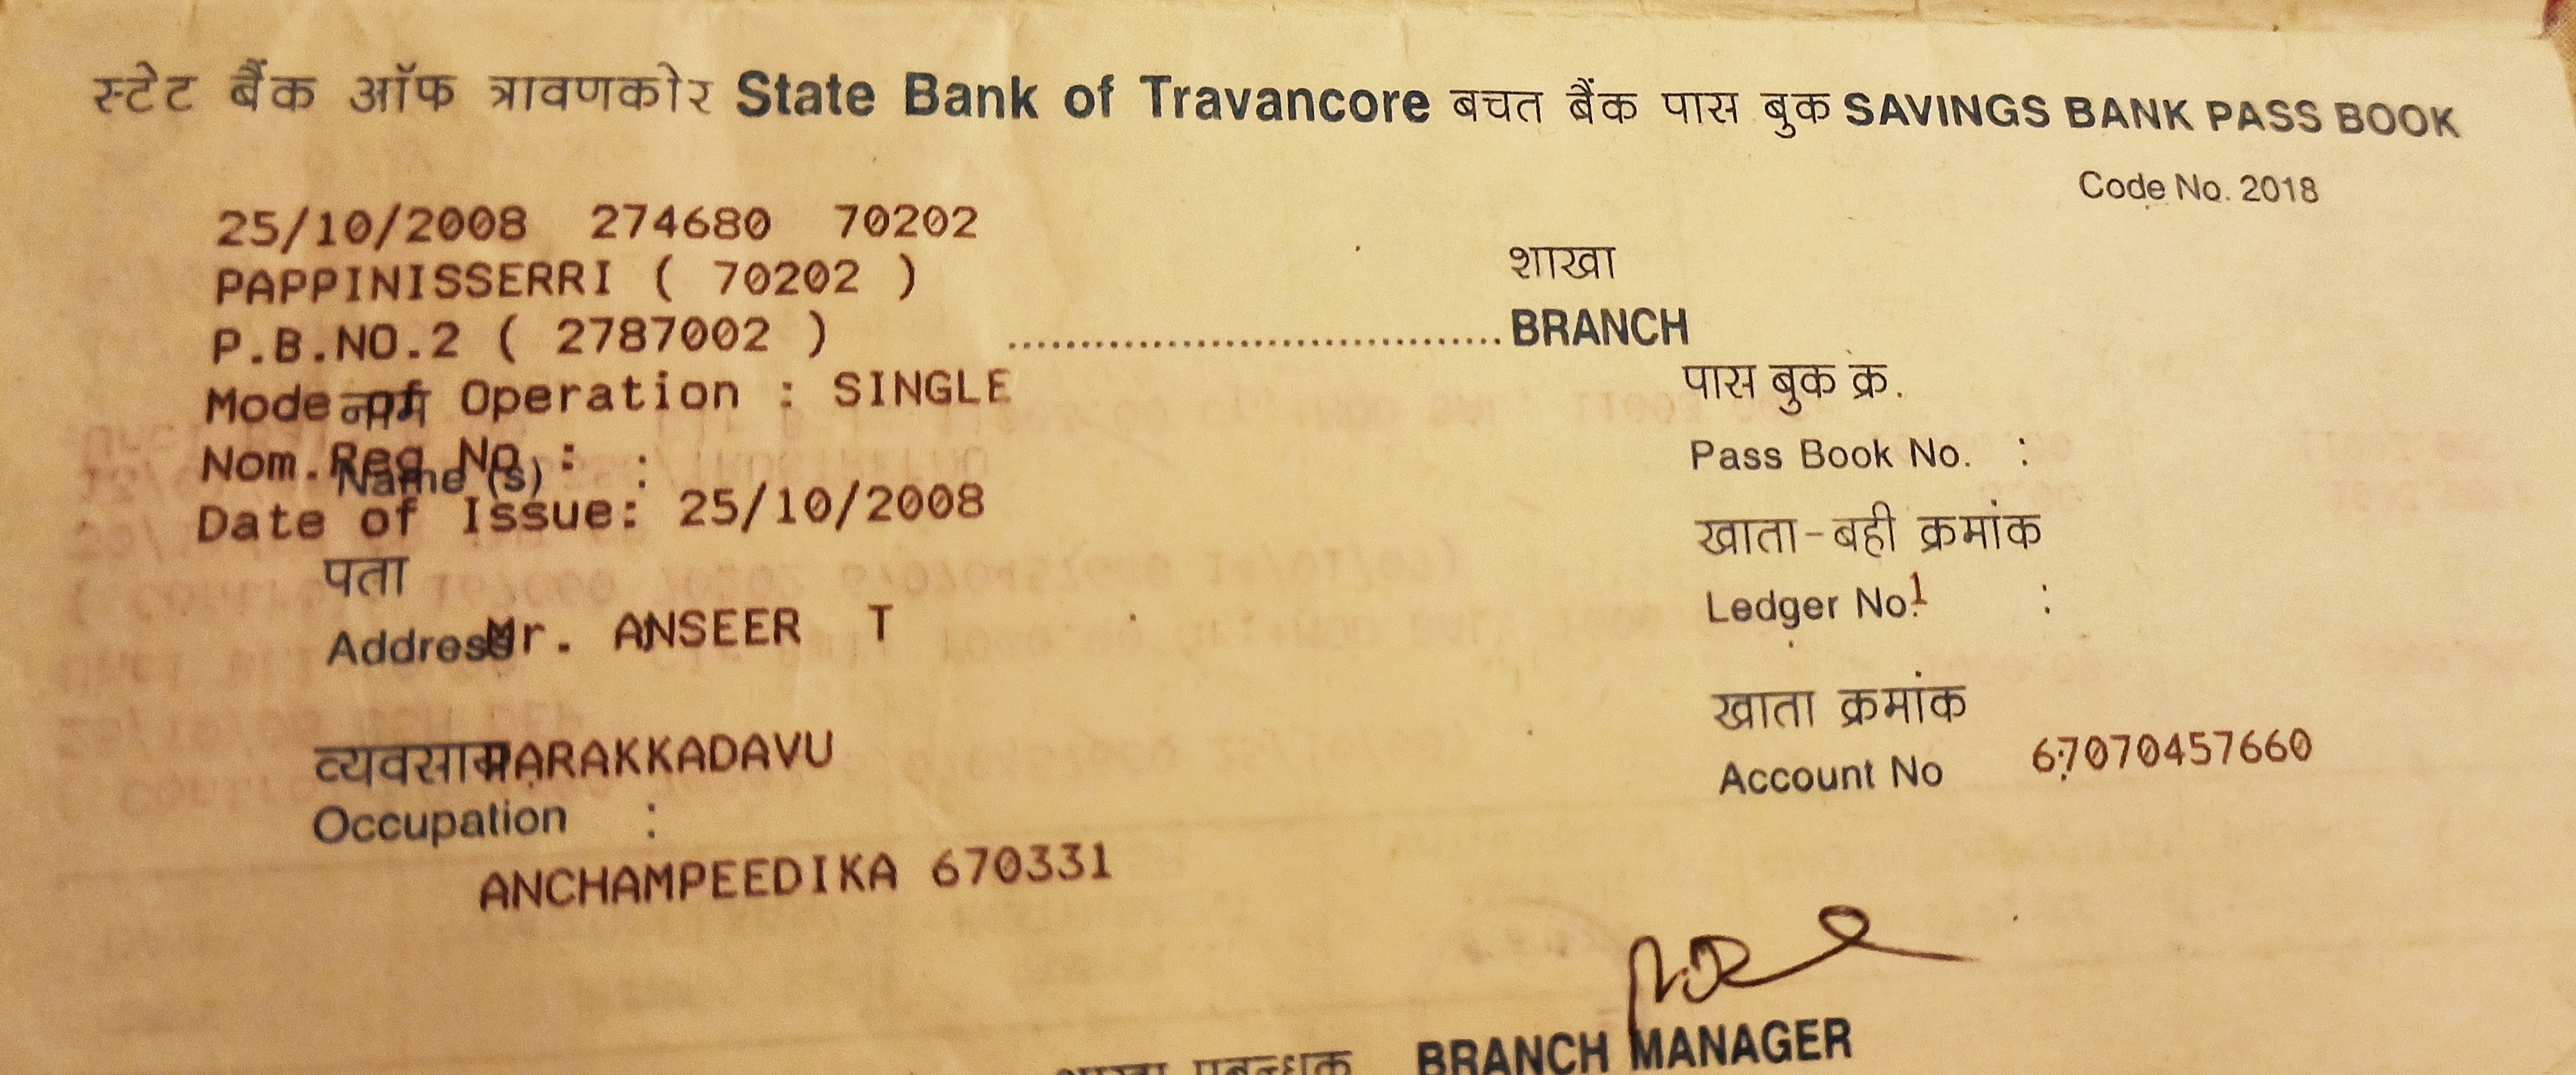 स्टेट बैंक ऑफ त्रावणकोर State Bank of Travancore बचत बैंक पास बुक SAVINGS BANK PASS BOOK
Code No. 2018
25/10/2008 274680 70202
PAPPINISSERRI ( 70202 )
शाखा
P.B.NO.2 ( 2787002 ) ................................... BRANCH
Mode of Operation : SINGLE
नाम
पास बुक क्र.
Nom.Reg No :
Name (s) :
Pass Book No. :
Date of Issue: 25/10/2008
खाता-बही क्रमांक
पता
Ledger No. 1 :
Address Mr. ANSEER T
खाता क्रमांक
व्यवसाय ARAKKADAVU
Account No : 67070457660
Occupation :
ANCHAMPEEDIKA 670331
शाखा प्रबन्धक BRANCH MANAGER